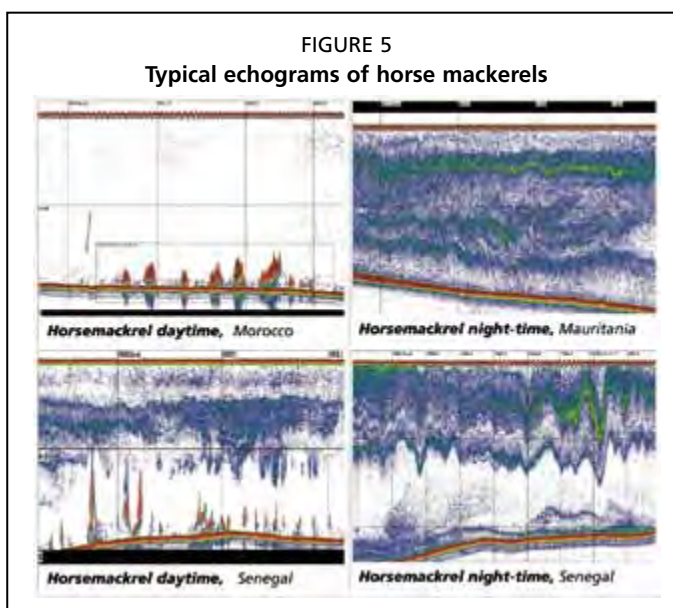 FIGURE 5
Typical echograms of horse mackerels
Horsemackrel daytime, Morocco
Horsemackrel night-time, Mauritania
Horsemackrel daytime, Senegal
Horsemackrel night-time, Senegal